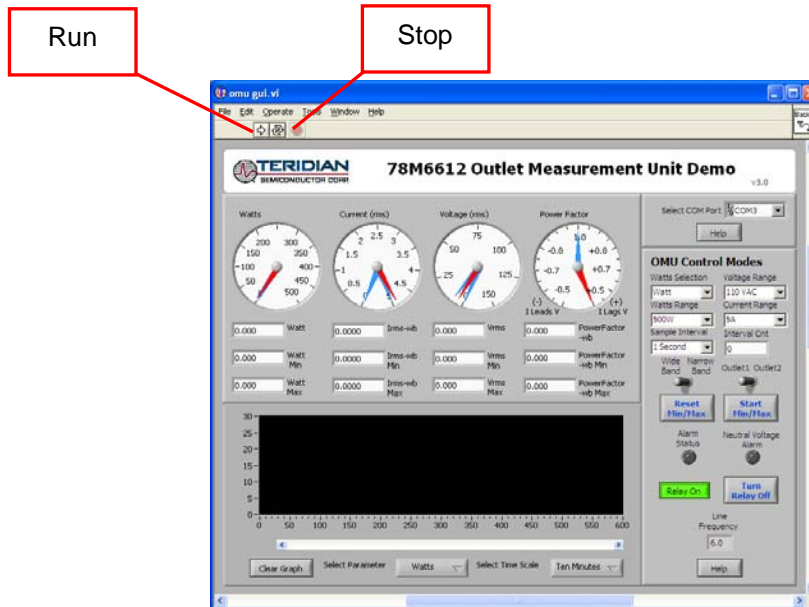 Run
Stop
omu gui.vi
File Edit Operate Tools Window Help
TERIDIAN
SEMICONDUCTOR CORP.
78M6612 Outlet Measurement Unit Demo
v3.0
Watts
Current (rms)
Voltage (rms)
Power Factor
50 100 150 200 300 350 400 450 500
0.5 1 1.5 2 2.5 3 3.5 4
25 50 75 100 125 150
-0.5 -0.7 -0.8 1.0 +0.8 +0.7 +0.5
(-) I Leads V
(+) I Lags V
0.000 Watt
0.0000 Irms-wb
0.000 Vrms
0.000 PowerFactor -wb
0.000 Watt Min
0.0000 Irms-wb Min
0.000 Vrms Min
0.000 PowerFactor -wb Min
0.000 Watt Max
0.0000 Irms-wb Max
0.000 Vrms Max
0.000 PowerFactor -wb Max
30
25
20
15
10
5
0
0 50 100 150 200 250 300 350 400 450 500 550 600
Clear Graph
Select Parameter
Watts
Select Time Scale
Ten Minutes
Select COM Port
COM3
Help
OMU Control Modes
Watts Selection
Voltage Range
Watt
110 VAC
Watts Range
Current Range
500W
5A
Sample Interval
Interval Cnt
1 Second
0
Wide Band
Narrow Band
Outlet1 Outlet2
Reset Min/Max
Start Min/Max
Alarm Status
Neutral Voltage Alarm
Relay On
Turn Relay Off
Line Frequency
6.0
Help